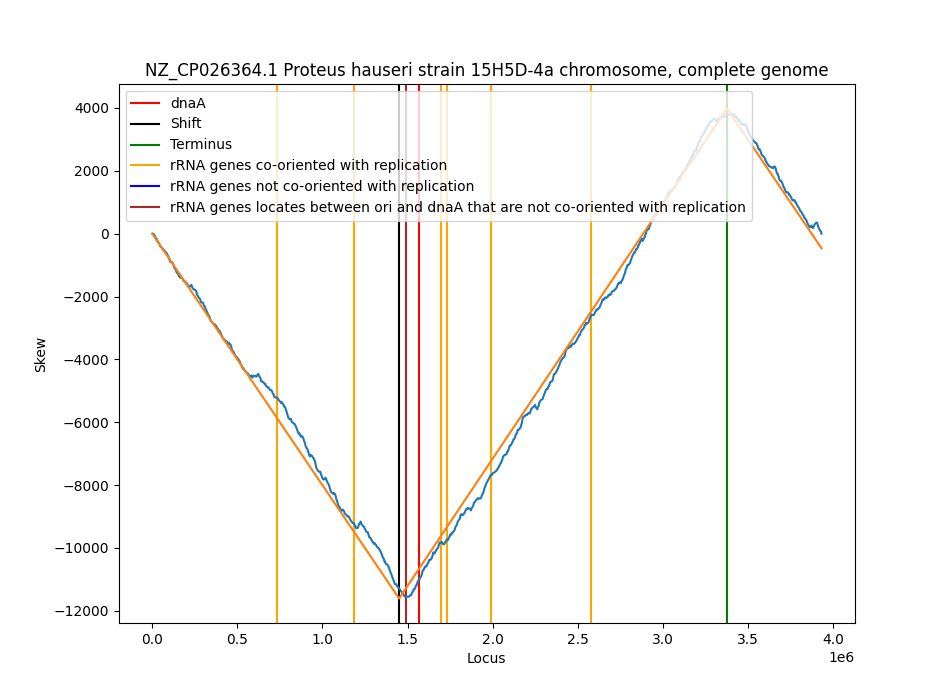 NZ_CP026364.1 Proteus hauseri strain 15H5D-4a chromosome, complete genome
dnaA
Shift
Terminus
rRNA genes co-oriented with replication
rRNA genes not co-oriented with replication
rRNA genes locates between ori and dnaA that are not co-oriented with replication
4000
2000
0
−2000
−4000
−6000
−8000
−10000
−12000
Skew
0.0 0.5 1.0 1.5 2.0 2.5 3.0 3.5 4.0
1e6
Locus